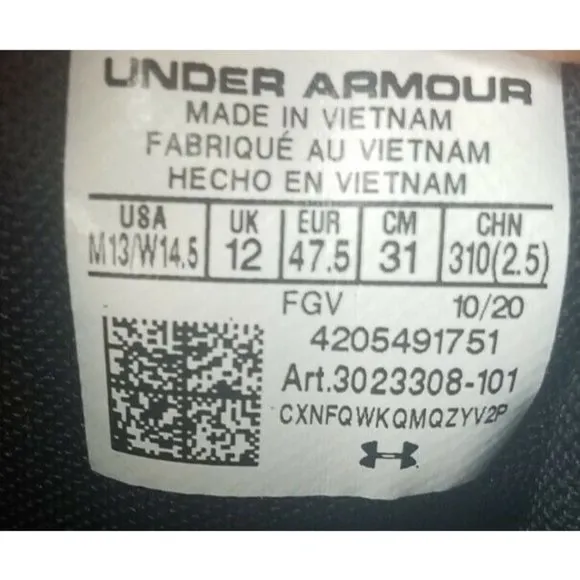 UNDER ARMOUR
MADE IN VIETNAM
FABRIQUÉ AU VIETNAM
HECHO EN VIETNAM
USA UK EUR CM CHN
M13/W14.5 12 47.5 31 310(2.5)
FGV 10/20
4205491751
Art.3023308-101
CXNFQWKQMQZYV2P